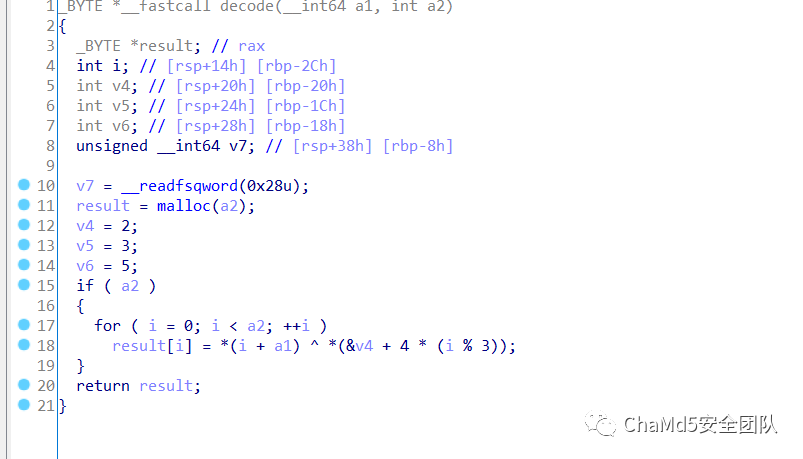 1 _BYTE *__fastcall decode(__int64 a1, int a2)
2 {
3 _BYTE *result; // rax
4 int i; // [rsp+14h] [rbp-2Ch]
5 int v4; // [rsp+20h] [rbp-20h]
6 int v5; // [rsp+24h] [rbp-1Ch]
7 int v6; // [rsp+28h] [rbp-18h]
8 unsigned __int64 v7; // [rsp+38h] [rbp-8h]
9
10 v7 = __readfsqword(0x28u);
11 result = malloc(a2);
12 v4 = 2;
13 v5 = 3;
14 v6 = 5;
15 if ( a2 )
16 {
17 for ( i = 0; i < a2; ++i )
18 result[i] = *(i + a1) ^ *(&v4 + 4 * (i % 3));
19 }
20 return result;
21 }
ChaMd5安全团队